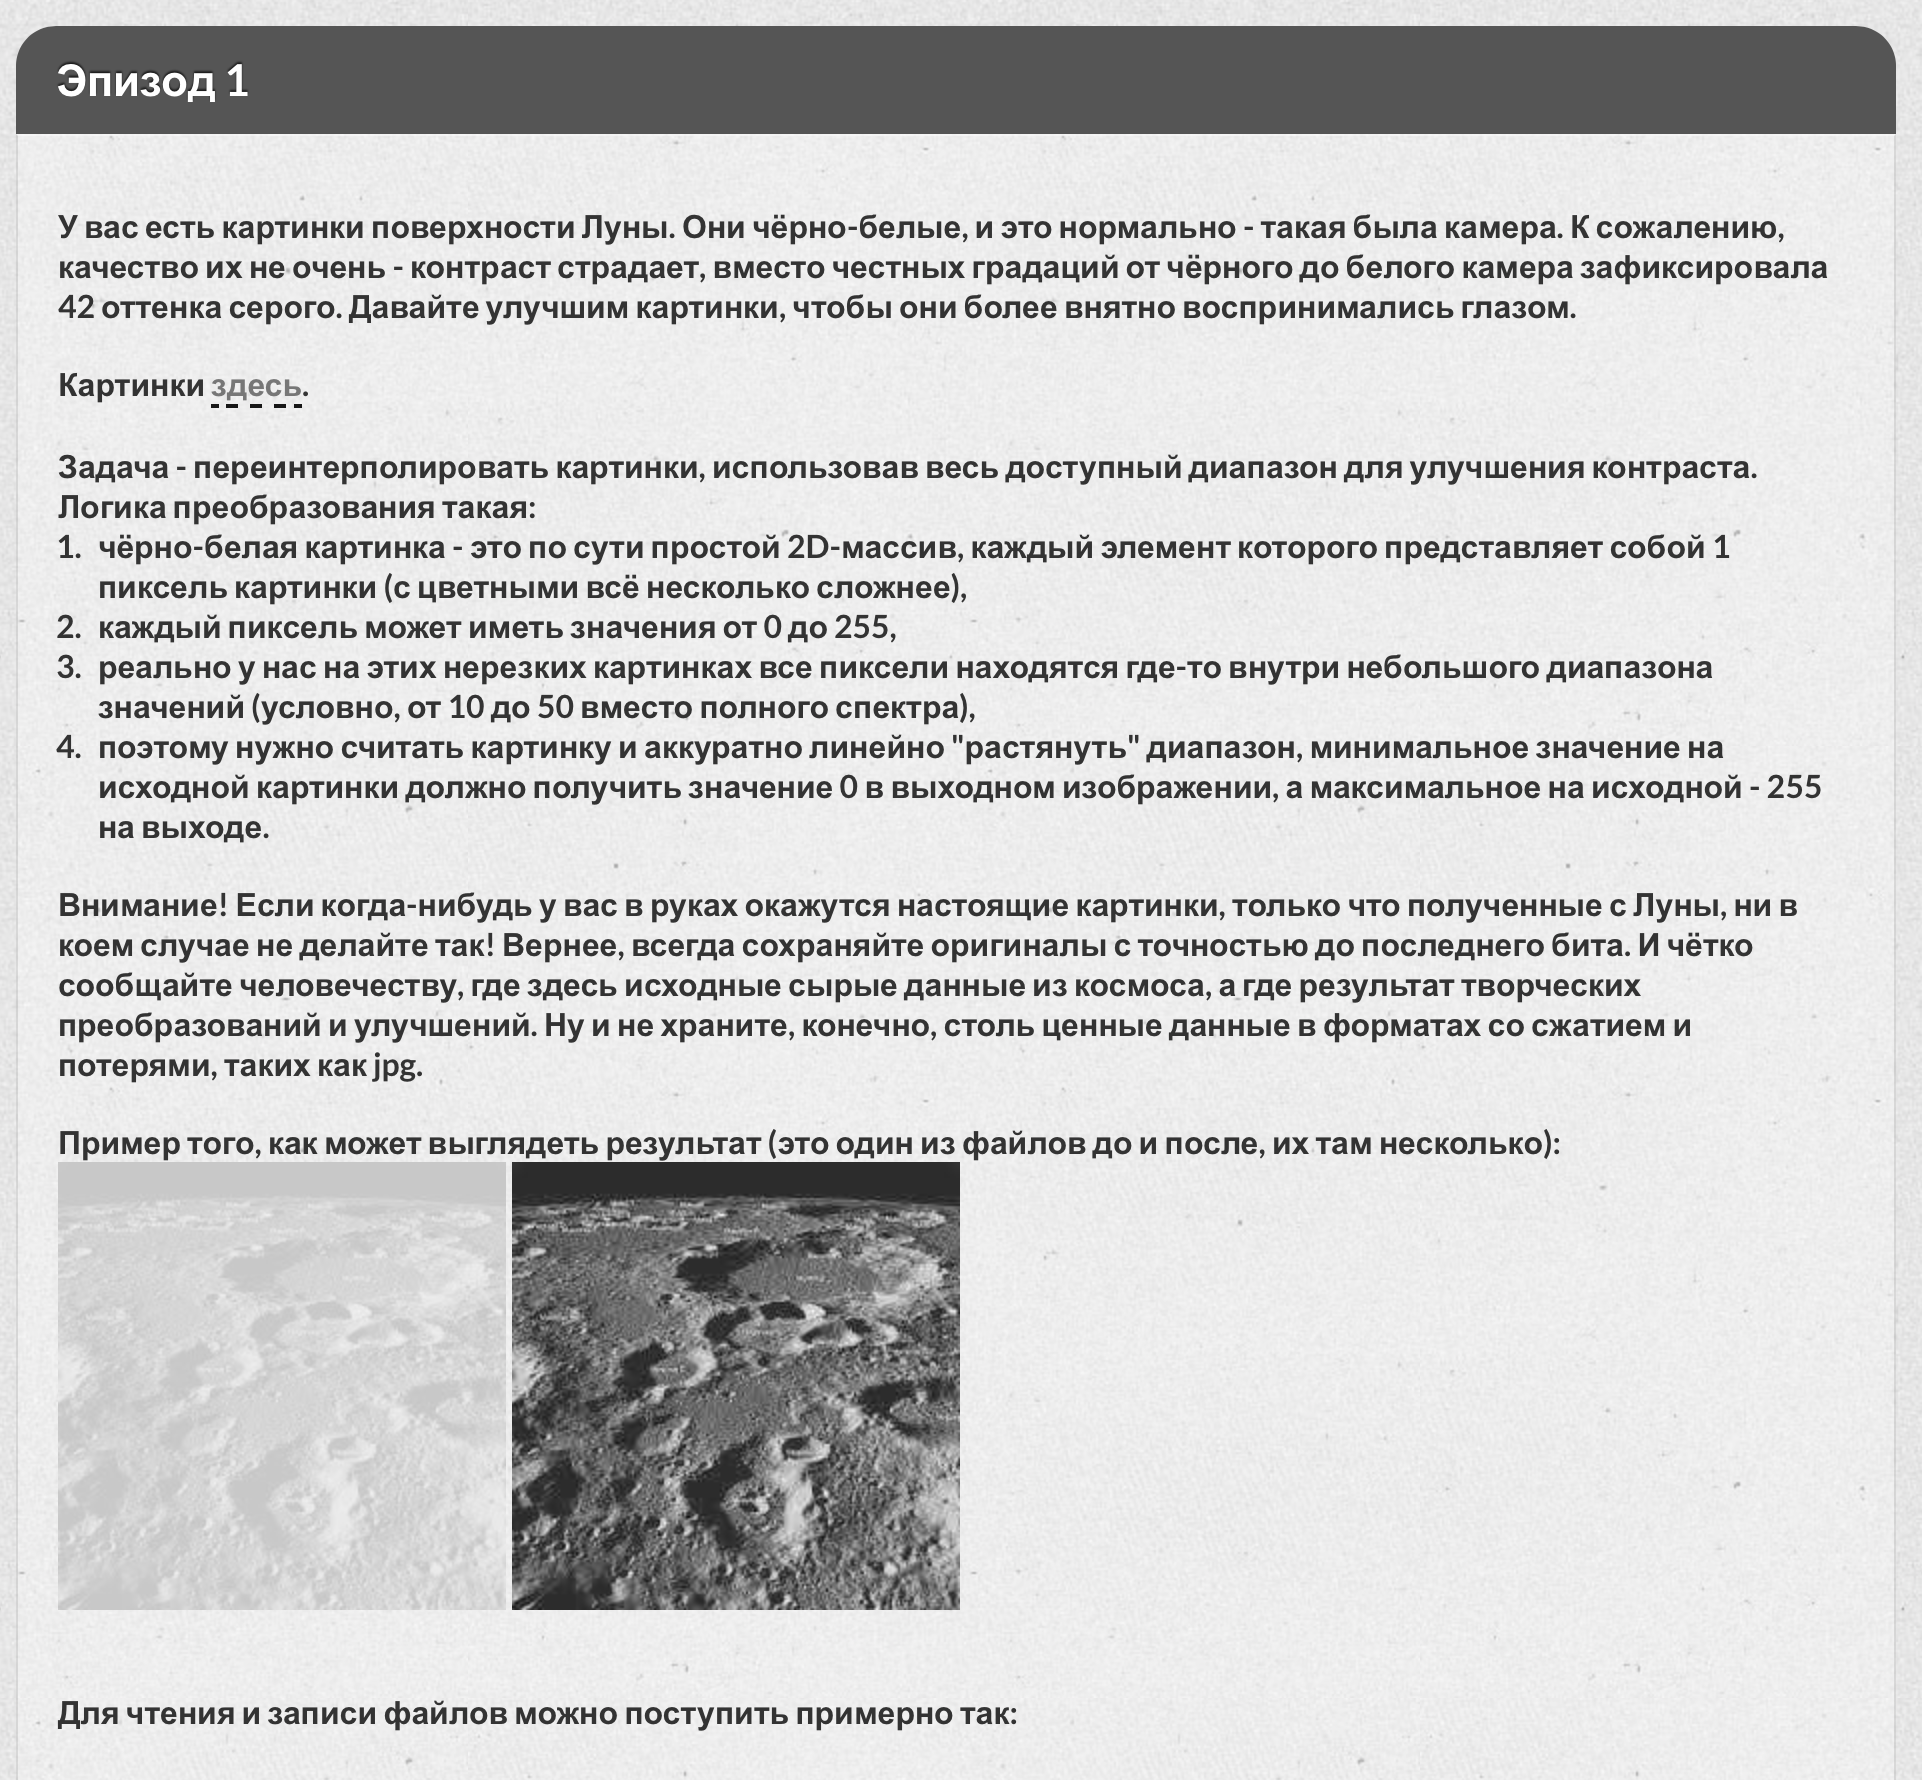 Эпизод 1
У вас есть картинки поверхности Луны. Они чёрно-белые, и это нормально - такая была камера. К сожалению,
качество их не очень - контраст страдает, вместо честных градаций от чёрного до белого камера зафиксировала
42 оттенка серого. Давайте улучшим картинки, чтобы они более внятно воспринимались глазом.
Картинки здесь.
Задача - переинтерполировать картинки, использовав весь доступный диапазон для улучшения контраста.
Логика преобразования такая:
1. чёрно-белая картинка - это по сути простой 2D-массив, каждый элемент которого представляет собой 1
пиксель картинки (с цветными всё несколько сложнее),
2. каждый пиксель может иметь значения от 0 до 255,
3. реально у нас на этих нерезких картинках все пиксели находятся где-то внутри небольшого диапазона
значений (условно, от 10 до 50 вместо полного спектра),
4. поэтому нужно считать картинку и аккуратно линейно "растянуть" диапазон, минимальное значение на
исходной картинки должно получить значение 0 в выходном изображении, а максимальное на исходной - 255
на выходе.
Внимание! Если когда-нибудь у вас в руках окажутся настоящие картинки, только что полученные с Луны, ни в
коем случае не делайте так! Вернее, всегда сохраняйте оригиналы с точностью до последнего бита. И чётко
сообщайте человечеству, где здесь исходные сырые данные из космоса, а где результат творческих
преобразований и улучшений. Ну и не храните, конечно, столь ценные данные в форматах со сжатием и
потерями, таких как jpg.
Пример того, как может выглядеть результат (это один из файлов до и после, их там несколько):
Для чтения и записи файлов можно поступить примерно так: